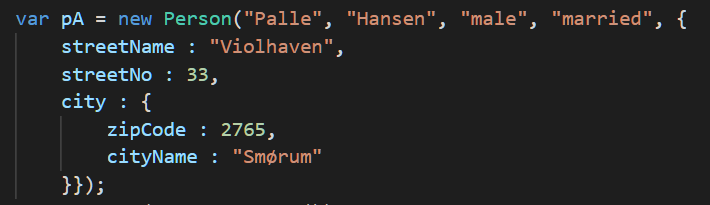 var pA = new Person("Palle", "Hansen", "male", "married", {
    streetName : "Violhaven",
    streetNo : 33,
    city : {
        zipCode : 2765,
        cityName : "Smørum"
    }});